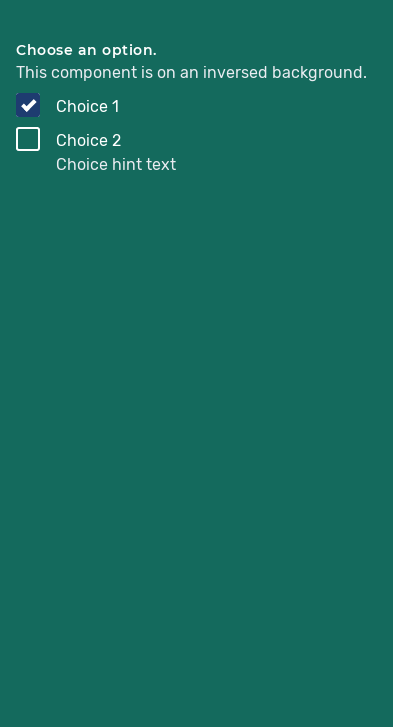 Choose an option.
This component is on an inversed background.
Choice 1
Choice 2
Choice hint text